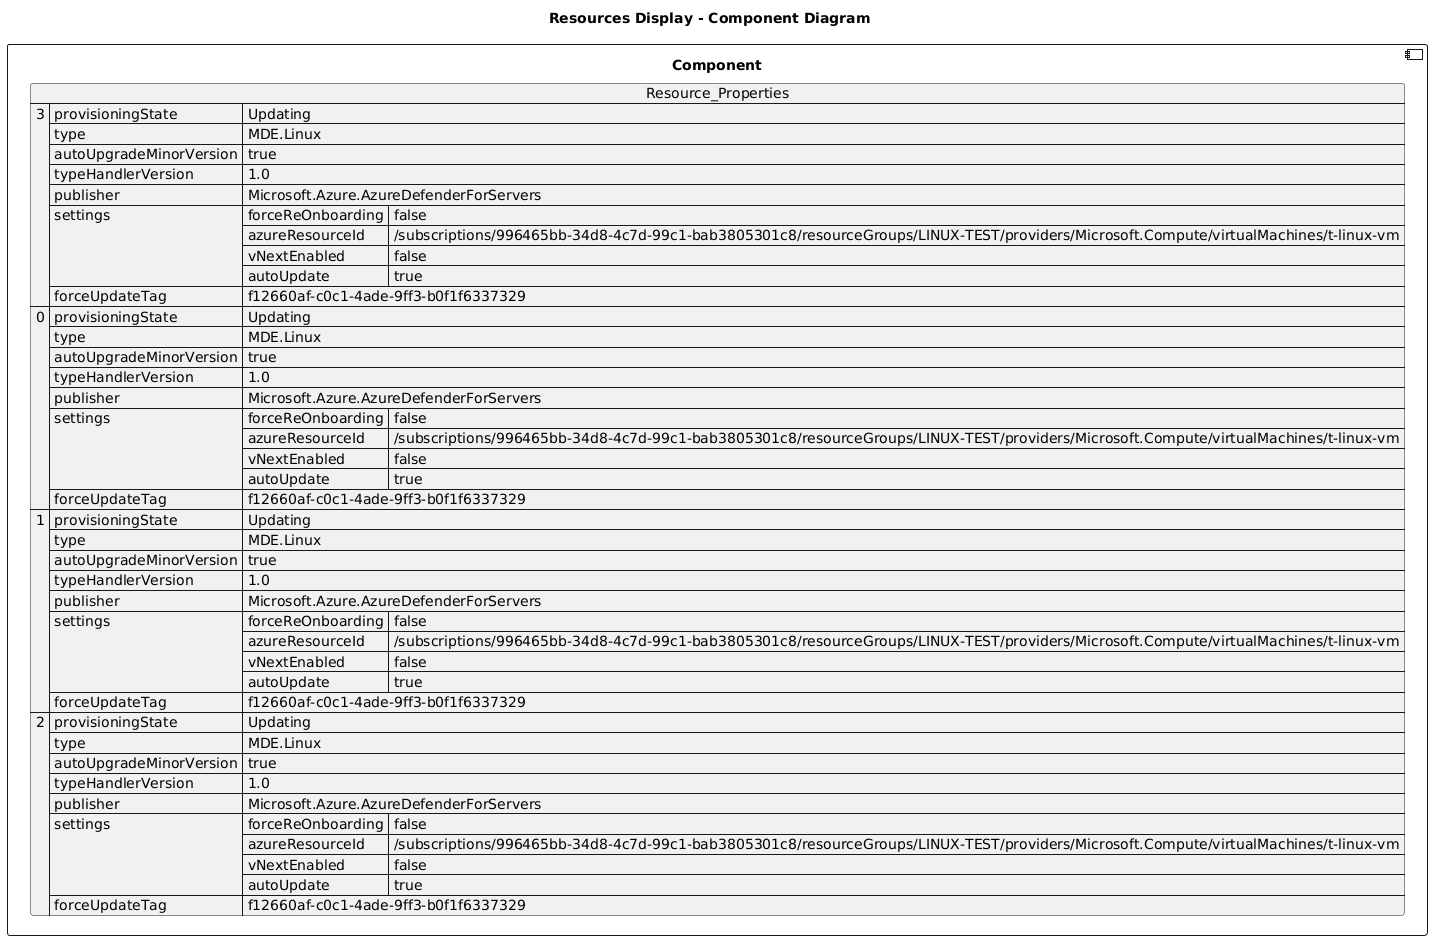 Resources Display - Component Diagram
Component
Resource_Properties
3 provisioningState Updating
type MDE.Linux
autoUpgradeMinorVersion true
typeHandlerVersion 1.0
publisher Microsoft.Azure.AzureDefenderForServers
settings forceReOnboarding false
azureResourceId /subscriptions/996465bb-34d8-4c7d-99c1-bab3805301c8/resourceGroups/LINUX-TEST/providers/Microsoft.Compute/virtualMachines/t-linux-vm
vNextEnabled false
autoUpdate true
forceUpdateTag f12660af-c0c1-4ade-9ff3-b0f1f6337329
0 provisioningState Updating
type MDE.Linux
autoUpgradeMinorVersion true
typeHandlerVersion 1.0
publisher Microsoft.Azure.AzureDefenderForServers
settings forceReOnboarding false
azureResourceId /subscriptions/996465bb-34d8-4c7d-99c1-bab3805301c8/resourceGroups/LINUX-TEST/providers/Microsoft.Compute/virtualMachines/t-linux-vm
vNextEnabled false
autoUpdate true
forceUpdateTag f12660af-c0c1-4ade-9ff3-b0f1f6337329
1 provisioningState Updating
type MDE.Linux
autoUpgradeMinorVersion true
typeHandlerVersion 1.0
publisher Microsoft.Azure.AzureDefenderForServers
settings forceReOnboarding false
azureResourceId /subscriptions/996465bb-34d8-4c7d-99c1-bab3805301c8/resourceGroups/LINUX-TEST/providers/Microsoft.Compute/virtualMachines/t-linux-vm
vNextEnabled false
autoUpdate true
forceUpdateTag f12660af-c0c1-4ade-9ff3-b0f1f6337329
2 provisioningState Updating
type MDE.Linux
autoUpgradeMinorVersion true
typeHandlerVersion 1.0
publisher Microsoft.Azure.AzureDefenderForServers
settings forceReOnboarding false
azureResourceId /subscriptions/996465bb-34d8-4c7d-99c1-bab3805301c8/resourceGroups/LINUX-TEST/providers/Microsoft.Compute/virtualMachines/t-linux-vm
vNextEnabled false
autoUpdate true
forceUpdateTag f12660af-c0c1-4ade-9ff3-b0f1f6337329